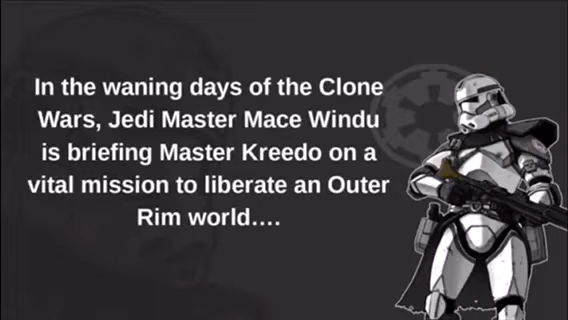 In the waning days of the Clone
Wars, Jedi Master Mace Windu
is briefing Master Kreedo on a
vital mission to liberate an Outer
Rim world....